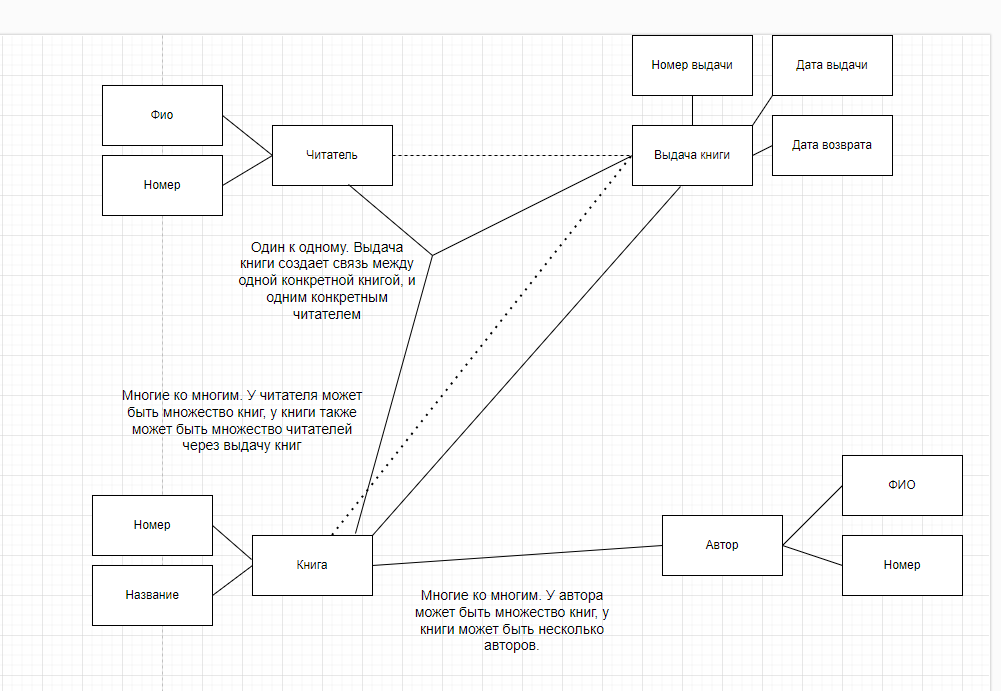 Номер выдачи
Дата выдачи
Фио
Дата возврата
Читатель
Выдача книги
Номер
Один к одному. Выдача
книги создает связь между
одной конкретной книгой, и
одним конкретным
читателем
Многие ко многим. У читателя может
быть множество книг, у книги также
может быть множество читателей
через выдачу книг
ФИО
Номер
Автор
Книга
Номер
Название
Многие ко многим. У автора
может быть множество книг, у
книги может быть несколько
авторов.